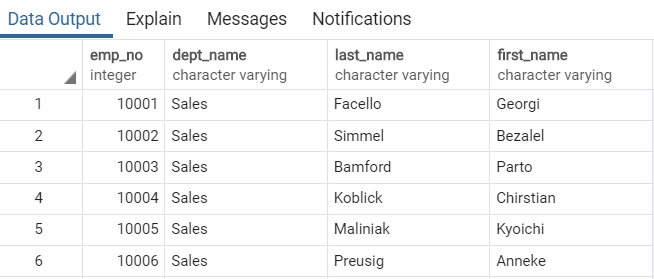 Data Output Explain Messages Notifications
emp_no dept_name last_name first_name
integer character varying character varying character varying
1 10001 Sales Facello Georgi
2 10002 Sales Simmel Bezalel
3 10003 Sales Bamford Parto
4 10004 Sales Koblick Chirstian
5 10005 Sales Maliniak Kyoichi
6 10006 Sales Preusig Anneke